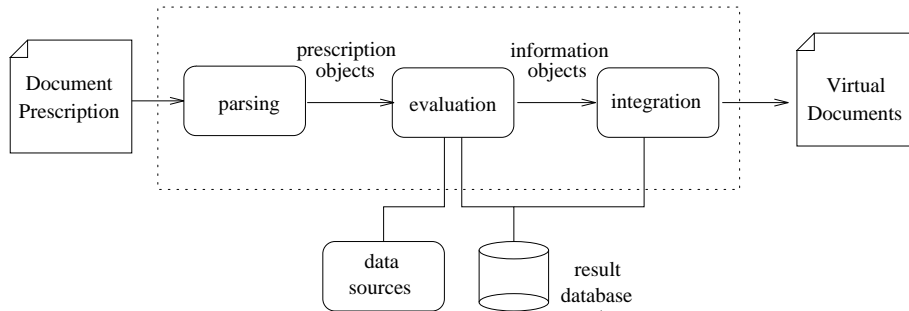 Document
Prescription
parsing
prescription
objects
evaluation
information
objects
integration
Virtual
Documents
data
sources
result
database